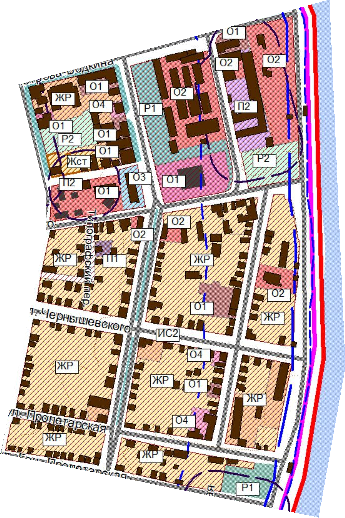 О1
О2
О2
О1
ЖР
О4
О2
Р1
П2
О1
Р2
О1
О1
Жст
Р2
О3
О1
П2
О1
О2
О2
ЖР
ЖР
П1
О2
О1
ЖР
Чернышевского
ИС2
О4
ЖР
ЖР
О1
ЖР
О4
Пролетарская
ЖР
ЖР
Р1